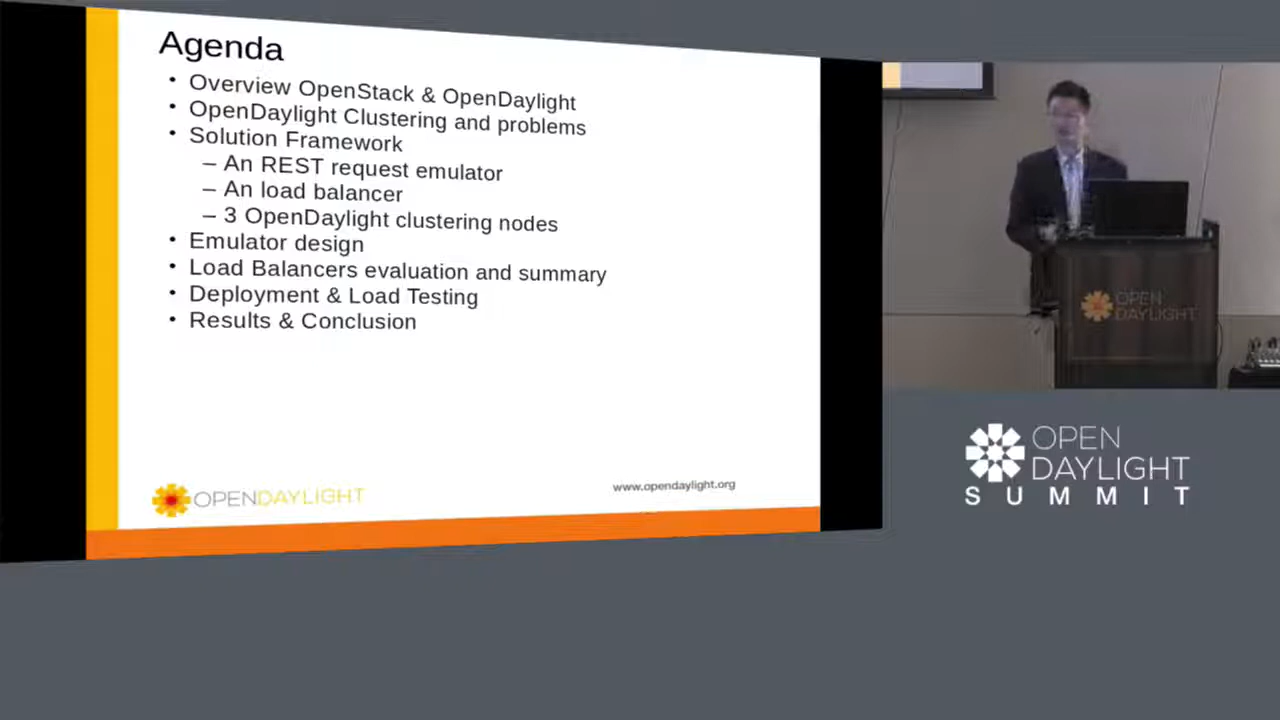 Agenda
• Overview OpenStack & OpenDaylight
• OpenDaylight Clustering and problems
• Solution Framework
– An REST request emulator
– An load balancer
– 3 OpenDaylight clustering nodes
• Emulator design
• Load Balancers evaluation and summary
• Deployment & Load Testing
• Results & Conclusion
OPENDAYLIGHT
www.opendaylight.org
OPEN
DAYLIGHT
OPEN
DAYLIGHT
SUMMIT